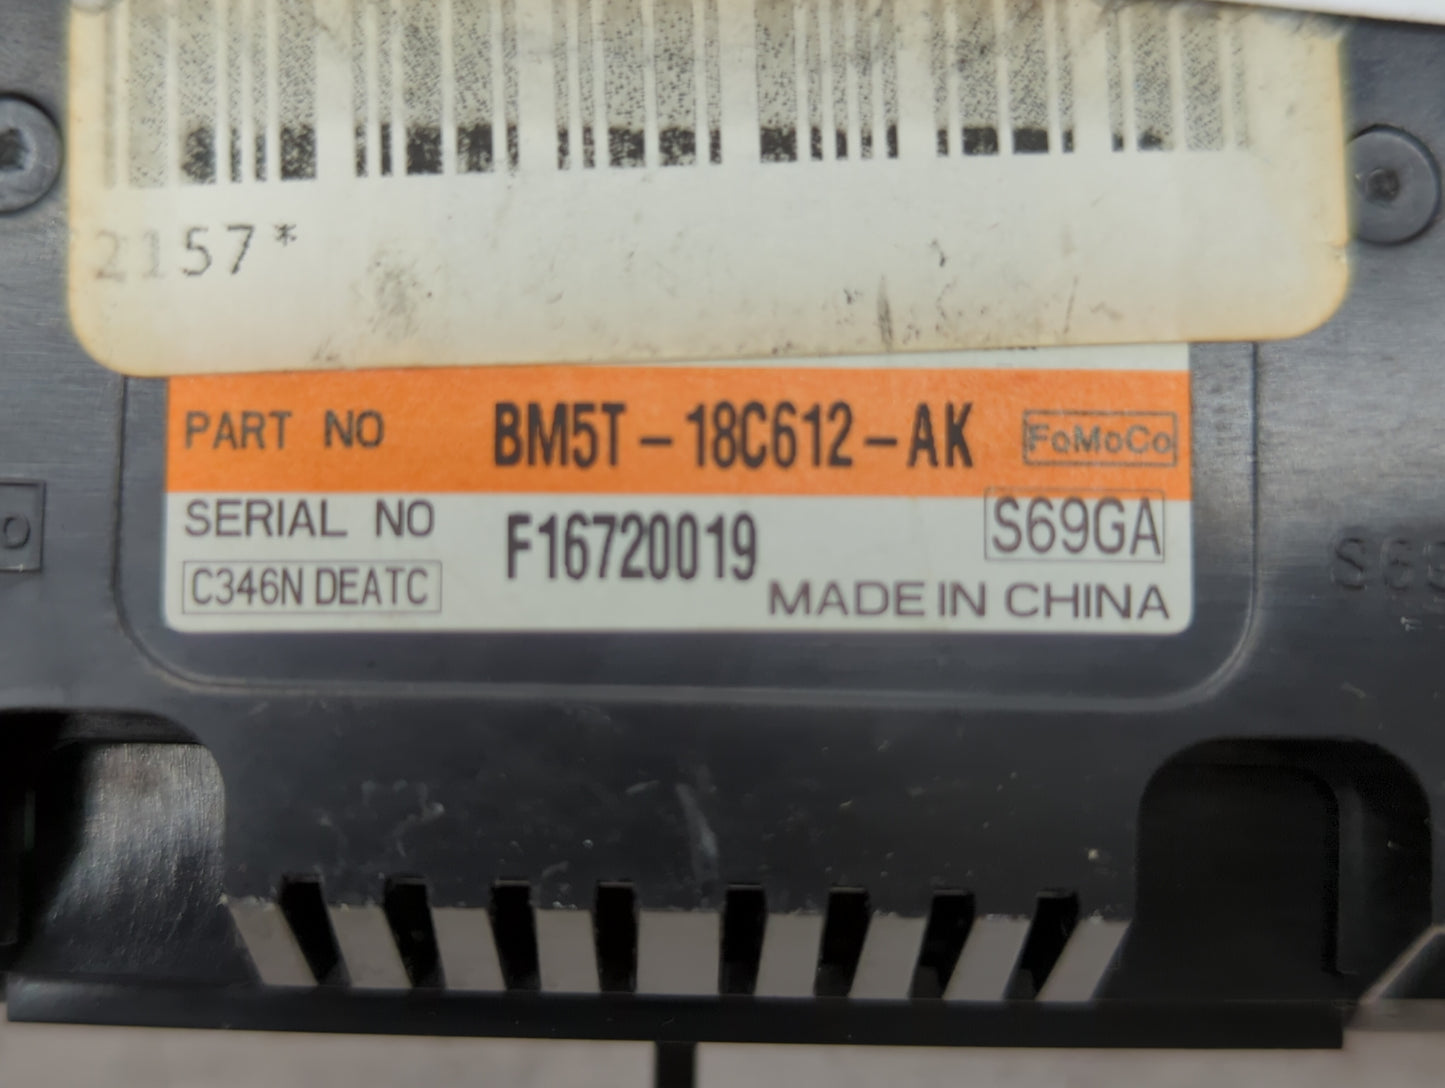 2157*
PART NO BM5T-18C612-AK FoMoCo
SERIAL NO F16720019 S69GA
C346N DEATC MADE IN CHINA